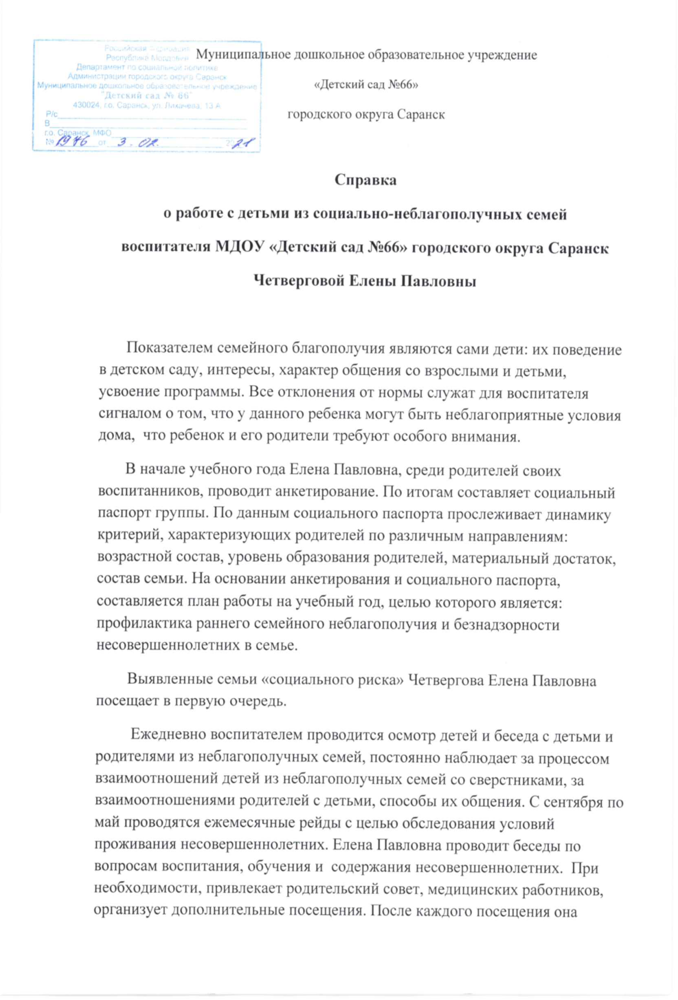 Российская Федерация
Республика Мордовия
Департамент по социальной политике
Администрации городского округа Саранск
Муниципальное дошкольное образовательное учреждение
"Детский сад № 66"
430024, г.о. Саранск, ул. Лихачева, 13 А
Р/с
В
г.о. Саранск, МФО
№ 1976 от 3.02. 2021
Муниципальное дошкольное образовательное учреждение
«Детский сад №66»
городского округа Саранск
Справка
о работе с детьми из социально-неблагополучных семей
воспитателя МДОУ «Детский сад №66» городского округа Саранск
Четверговой Елены Павловны
Показателем семейного благополучия являются сами дети: их поведение
в детском саду, интересы, характер общения со взрослыми и детьми,
усвоение программы. Все отклонения от нормы служат для воспитателя
сигналом о том, что у данного ребенка могут быть неблагоприятные условия
дома, что ребенок и его родители требуют особого внимания.
В начале учебного года Елена Павловна, среди родителей своих
воспитанников, проводит анкетирование. По итогам составляет социальный
паспорт группы. По данным социального паспорта прослеживает динамику
критерий, характеризующих родителей по различным направлениям:
возрастной состав, уровень образования родителей, материальный достаток,
состав семьи. На основании анкетирования и социального паспорта,
составляется план работы на учебный год, целью которого является:
профилактика раннего семейного неблагополучия и безнадзорности
несовершеннолетних в семье.
Выявленные семьи «социального риска» Четвергова Елена Павловна
посещает в первую очередь.
Ежедневно воспитателем проводится осмотр детей и беседа с детьми и
родителями из неблагополучных семей, постоянно наблюдает за процессом
взаимоотношений детей из неблагополучных семей со сверстниками, за
взаимоотношениями родителей с детьми, способы их общения. С сентября по
май проводятся ежемесячные рейды с целью обследования условий
проживания несовершеннолетних. Елена Павловна проводит беседы по
вопросам воспитания, обучения и содержания несовершеннолетних. При
необходимости, привлекает родительский совет, медицинских работников,
организует дополнительные посещения. После каждого посещения она